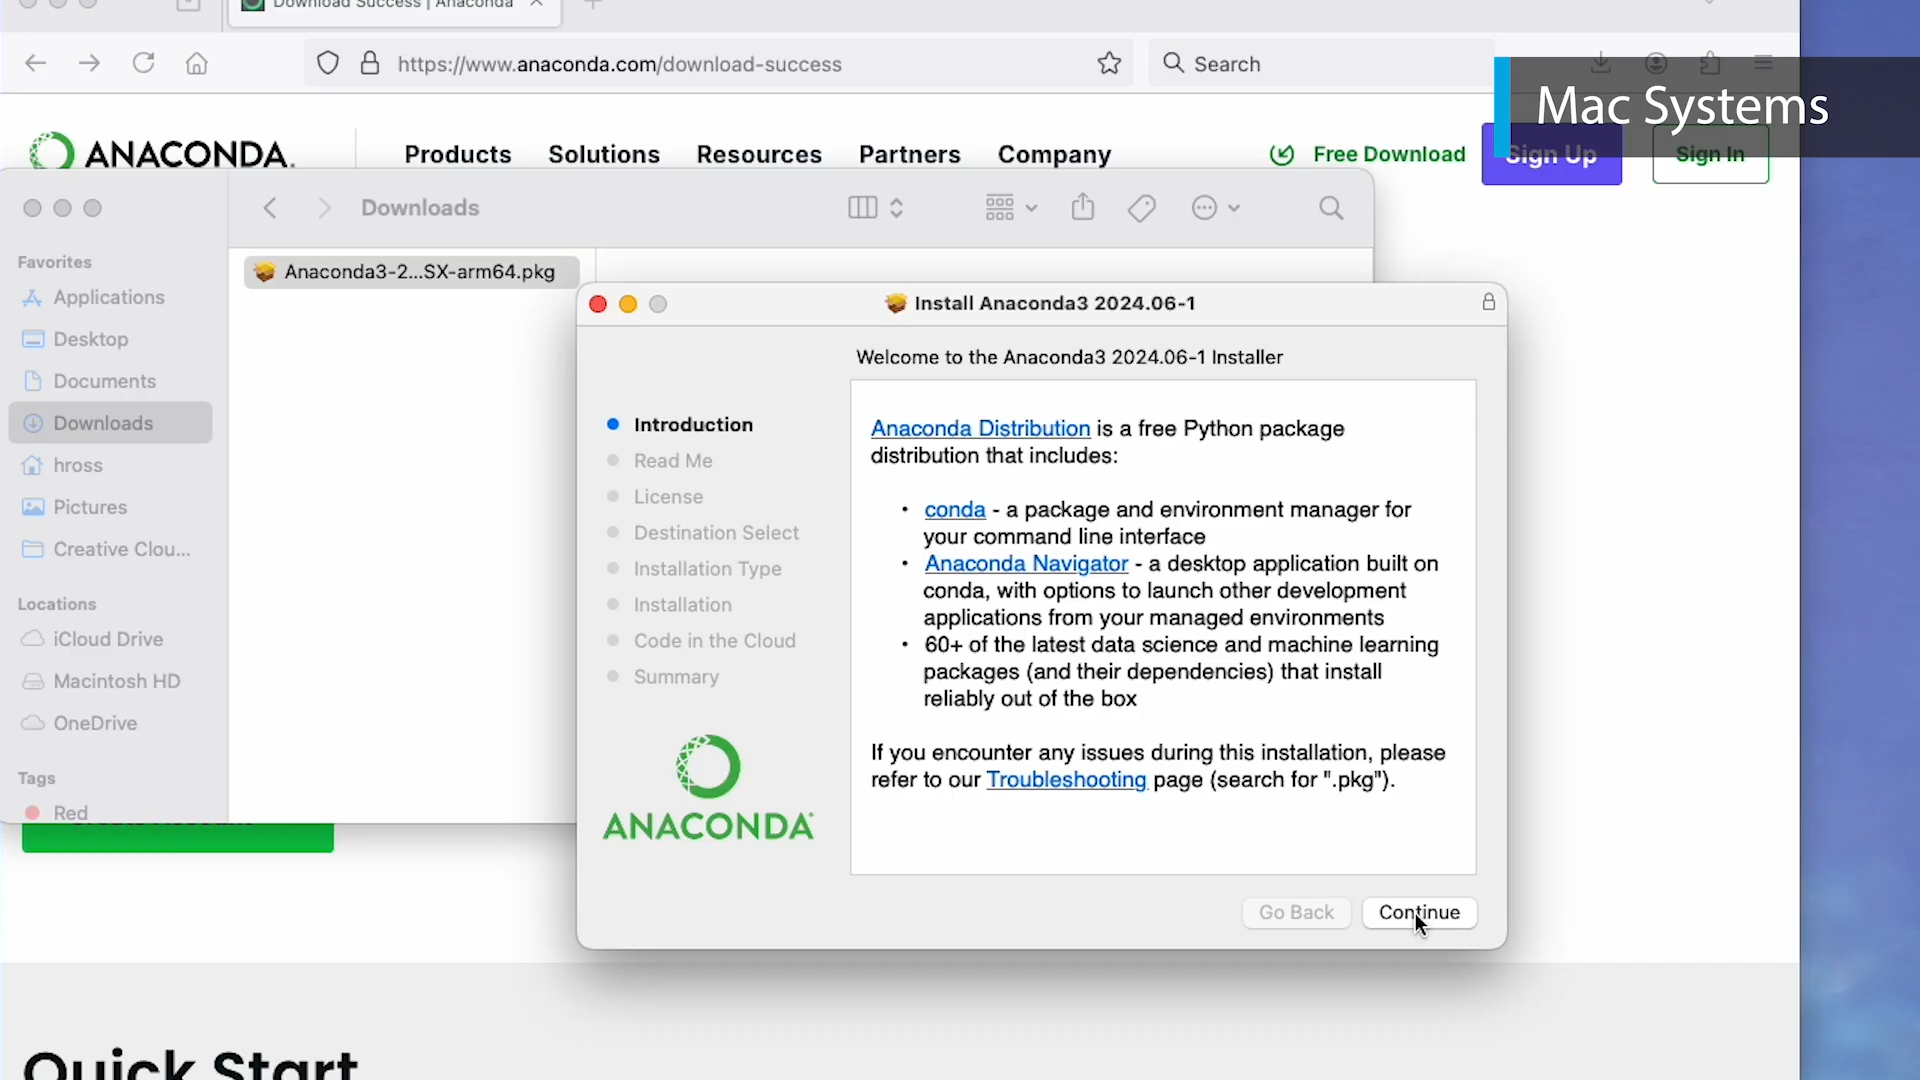 Download Success | Anaconda
https://www.anaconda.com/download-success
Search
Mac Systems
ANACONDA.
Products
Solutions
Resources
Partners
Company
Free Download
Sign Up
Sign In
Downloads
Favorites
Applications
Desktop
Documents
Downloads
hross
Pictures
Creative Clou...
Locations
iCloud Drive
Macintosh HD
OneDrive
Tags
Red
Anaconda3-2...SX-arm64.pkg
Install Anaconda3 2024.06-1
Welcome to the Anaconda3 2024.06-1 Installer
Introduction
Read Me
License
Destination Select
Installation Type
Installation
Code in the Cloud
Summary
ANACONDA
Anaconda Distribution is a free Python package
distribution that includes:
• conda - a package and environment manager for
your command line interface
• Anaconda Navigator - a desktop application built on
conda, with options to launch other development
applications from your managed environments
• 60+ of the latest data science and machine learning
packages (and their dependencies) that install
reliably out of the box
If you encounter any issues during this installation, please
refer to our Troubleshooting page (search for ".pkg").
Go Back
Continue
Quick Start